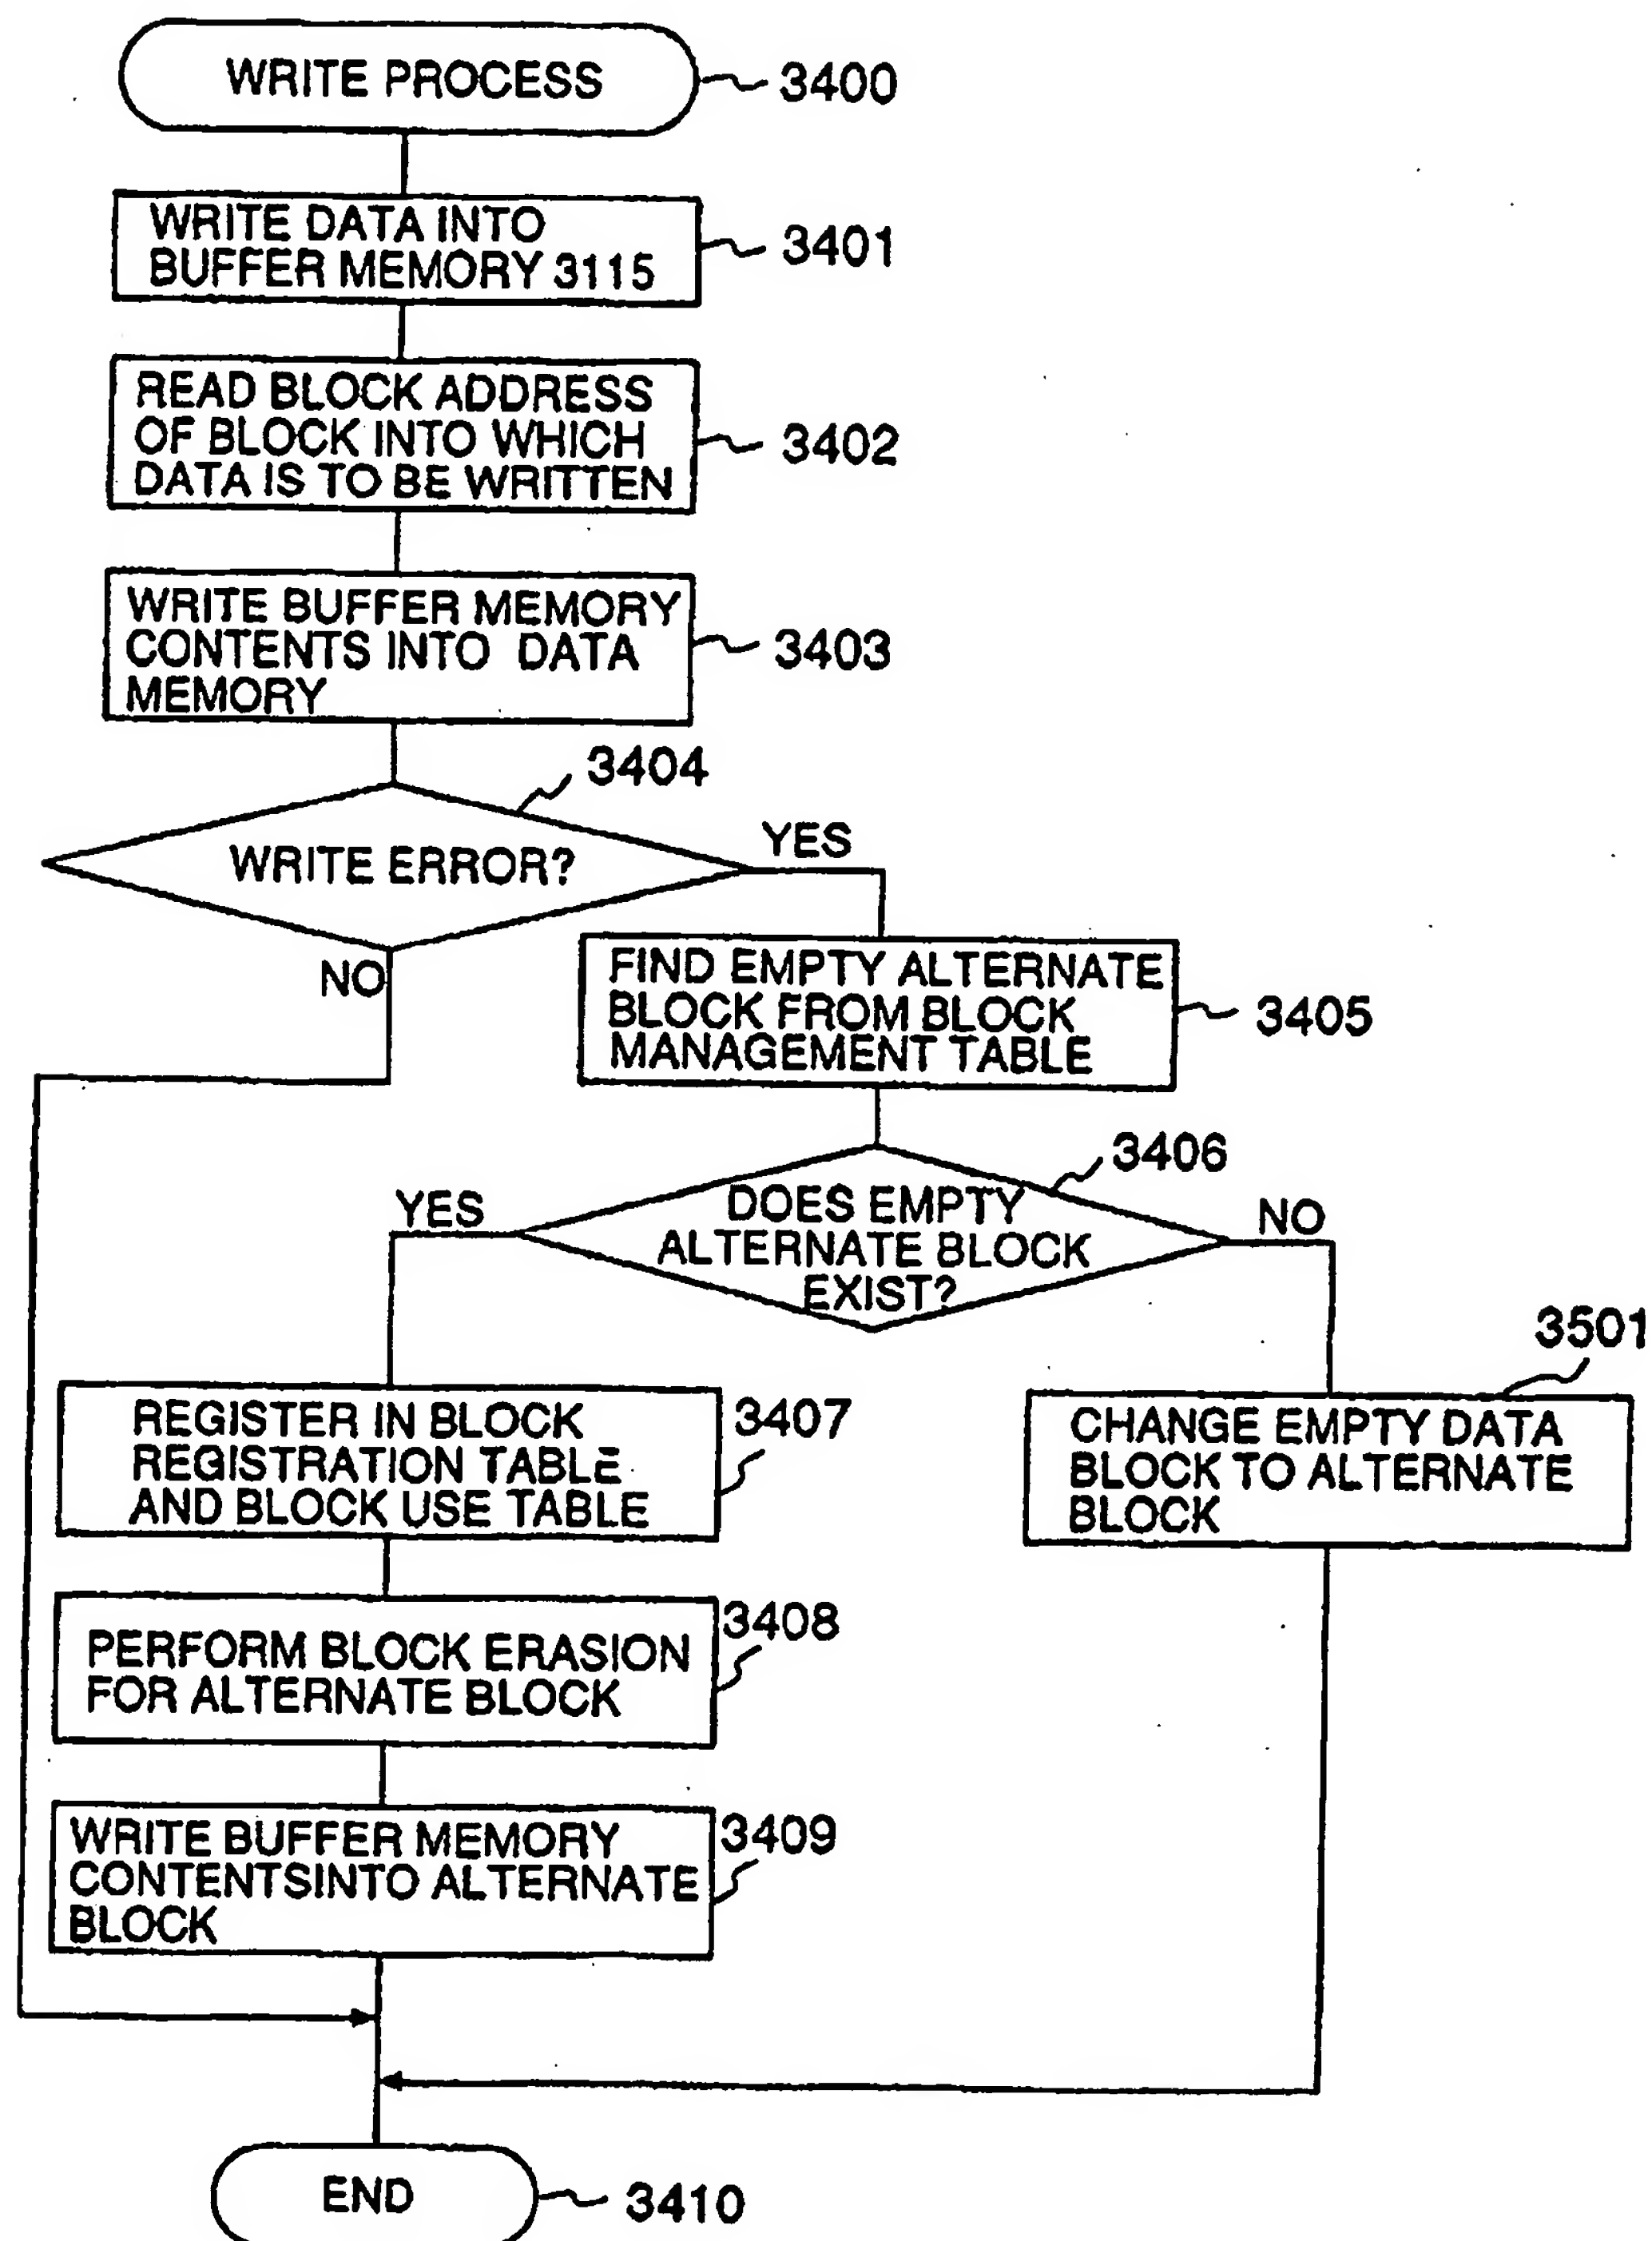 WRITE PROCESS
3400
WRITE DATA INTO
BUFFER MEMORY 3115
3401
READ BLOCK ADDRESS
OF BLOCK INTO WHICH
DATA IS TO BE WRITTEN
3402
WRITE BUFFER MEMORY
CONTENTS INTO DATA
MEMORY
3403
3404
WRITE ERROR?
YES
NO
FIND EMPTY ALTERNATE
BLOCK FROM BLOCK
MANAGEMENT TABLE
3405
3406
DOES EMPTY
ALTERNATE BLOCK
EXIST?
YES
NO
3501
REGISTER IN BLOCK
REGISTRATION TABLE
AND BLOCK USE TABLE
3407
CHANGE EMPTY DATA
BLOCK TO ALTERNATE
BLOCK
PERFORM BLOCK ERASION
FOR ALTERNATE BLOCK
3408
WRITE BUFFER MEMORY
CONTENTSINTO ALTERNATE
BLOCK
3409
END
3410